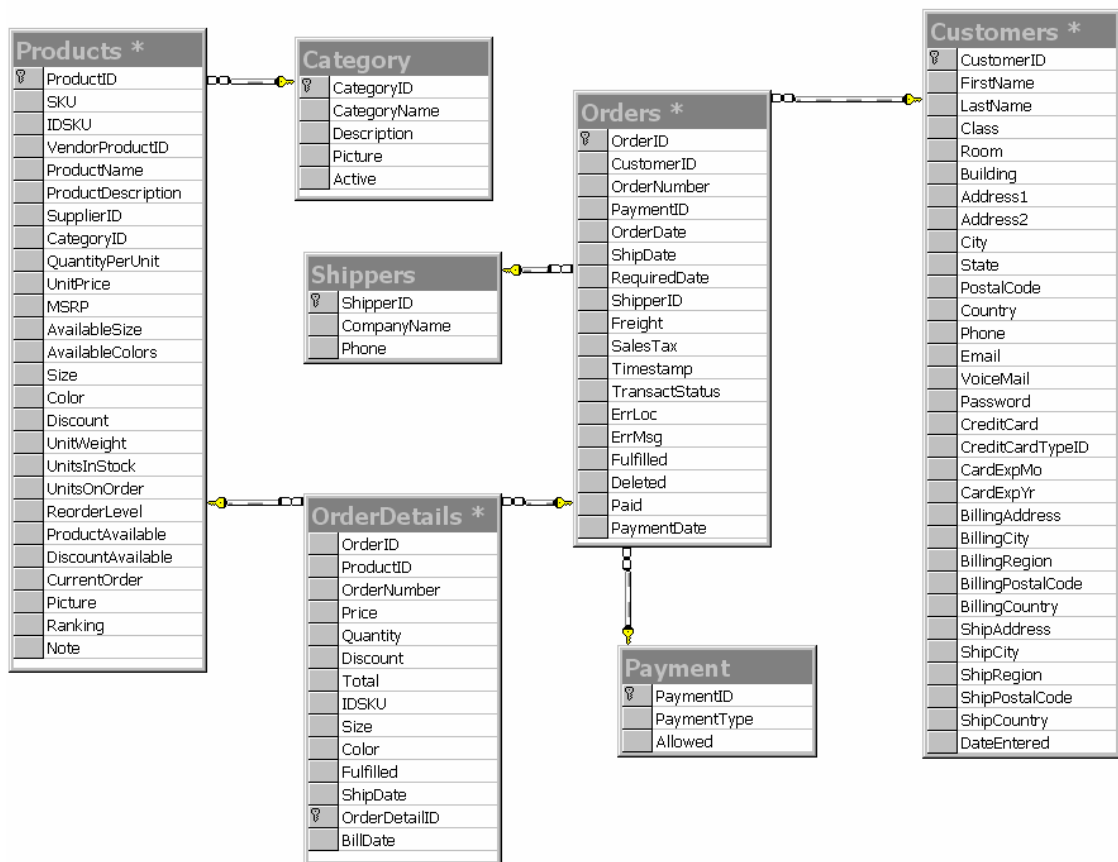 Products *
ProductID
SKU
IDSKU
VendorProductID
ProductName
ProductDescription
SupplierID
CategoryID
QuantityPerUnit
UnitPrice
MSRP
AvailableSize
AvailableColors
Size
Color
Discount
UnitWeight
UnitsInStock
UnitsOnOrder
ReorderLevel
ProductAvailable
DiscountAvailable
CurrentOrder
Picture
Ranking
Note
Category
CategoryID
CategoryName
Description
Picture
Active
Shippers
ShipperID
CompanyName
Phone
OrderDetails *
OrderID
ProductID
OrderNumber
Price
Quantity
Discount
Total
IDSKU
Size
Color
Fulfilled
ShipDate
OrderDetailID
BillDate
Orders *
OrderID
CustomerID
OrderNumber
PaymentID
OrderDate
ShipDate
RequiredDate
ShipperID
Freight
SalesTax
Timestamp
TransactStatus
ErrLoc
ErrMsg
Fulfilled
Deleted
Paid
PaymentDate
Payment
PaymentID
PaymentType
Allowed
Customers *
CustomerID
FirstName
LastName
Class
Room
Building
Address1
Address2
City
State
PostalCode
Country
Phone
Email
VoiceMail
Password
CreditCard
CreditCardTypeID
CardExpMo
CardExpYr
BillingAddress
BillingCity
BillingRegion
BillingPostalCode
BillingCountry
ShipAddress
ShipCity
ShipRegion
ShipPostalCode
ShipCountry
DateEntered